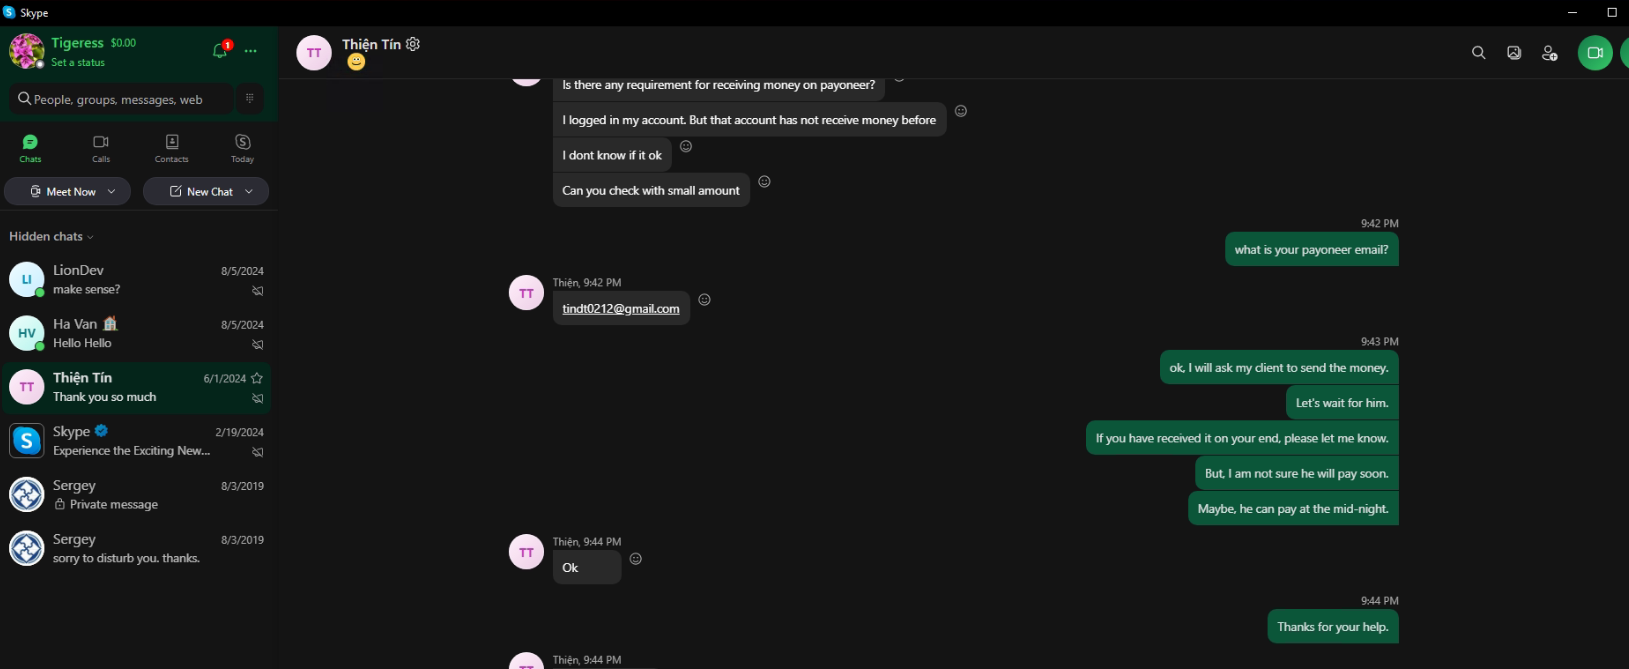 Skype
Tigeress $0.00
1
Set a status
People, groups, messages, web
Chats
Calls
Contacts
Today
Meet Now
New Chat
Hidden chats
LI
LionDev
8/5/2024
make sense?
HV
Ha Van
8/5/2024
Hello Hello
TT
Thiện Tín
6/1/2024
Thank you so much
Skype
2/19/2024
Experience the Exciting New...
Sergey
8/3/2019
Private message
Sergey
8/3/2019
sorry to disturb you. thanks.
TT
Thiện Tín
Is there any requirement for receiving money on payoneer?
I logged in my account. But that account has not receive money before
I dont know if it ok
Can you check with small amount
9:42 PM
what is your payoneer email?
Thiện, 9:42 PM
TT
tindt0212@gmail.com
9:43 PM
ok, I will ask my client to send the money.
Let's wait for him.
If you have received it on your end, please let me know.
But, I am not sure he will pay soon.
Maybe, he can pay at the mid-night.
Thiện, 9:44 PM
TT
Ok
9:44 PM
Thanks for your help.
Thiện, 9:44 PM
TT